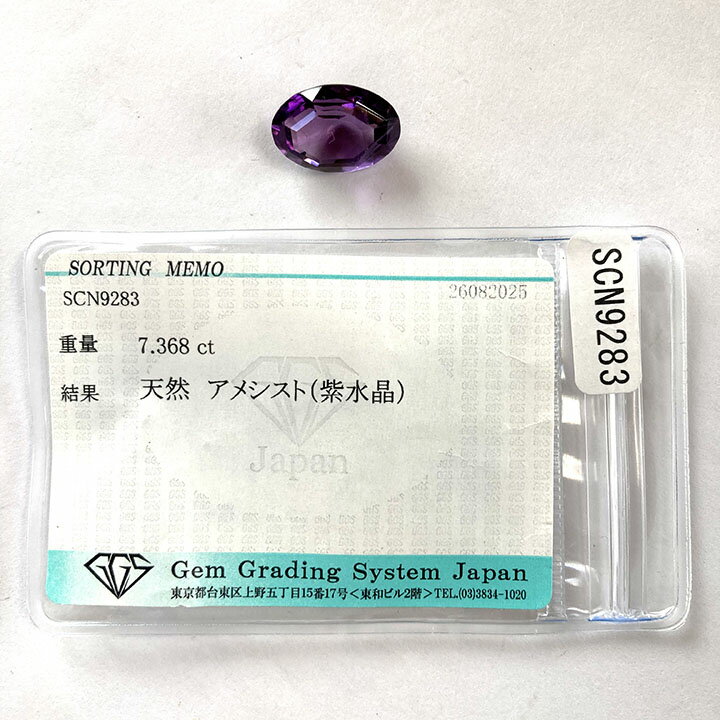 SORTING MEMO
SCN9283 26082025
重量 7.368 ct
結果 天然 アメシスト(紫水晶)
Japan
GGS Gem Grading System Japan
東京都台東区上野五丁目15番17号<東和ビル2階>TEL.(03)3834-1020
SCN9283